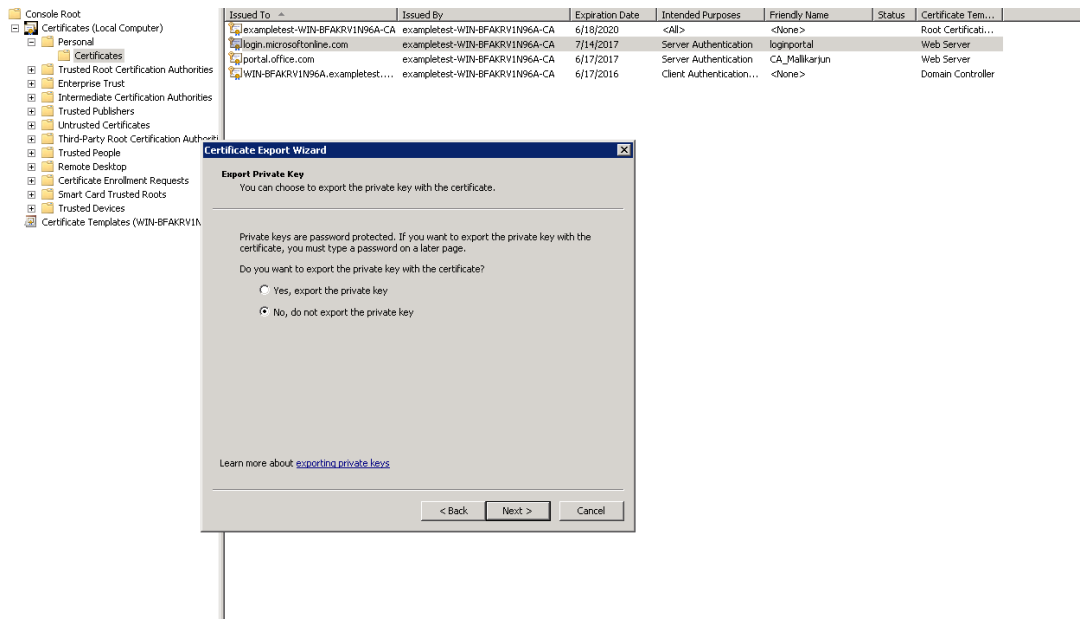 Console Root
Certificates (Local Computer)
Personal
Certificates
Trusted Root Certification Authorities
Enterprise Trust
Intermediate Certification Authorities
Trusted Publishers
Untrusted Certificates
Third-Party Root Certification Authoriti
Trusted People
Remote Desktop
Certificate Enrollment Requests
Smart Card Trusted Roots
Trusted Devices
Certificate Templates (WIN-BFAKRV1N
Issued To Issued By Expiration Date Intended Purposes Friendly Name Status Certificate Tem...
exampletest-WIN-BFAKRV1N96A-CA exampletest-WIN-BFAKRV1N96A-CA 6/18/2020 <All> <None> Root Certificati...
login.microsoftonline.com exampletest-WIN-BFAKRV1N96A-CA 7/14/2017 Server Authentication loginportal Web Server
portal.office.com exampletest-WIN-BFAKRV1N96A-CA 6/17/2017 Server Authentication CA_Mallikarjun Web Server
WIN-BFAKRV1N96A.exampletest.... exampletest-WIN-BFAKRV1N96A-CA 6/17/2016 Client Authentication... <None> Domain Controller
Certificate Export Wizard
Export Private Key
You can choose to export the private key with the certificate.
Private keys are password protected. If you want to export the private key with the
certificate, you must type a password on a later page.
Do you want to export the private key with the certificate?
Yes, export the private key
No, do not export the private key
Learn more about exporting private keys
< Back Next > Cancel